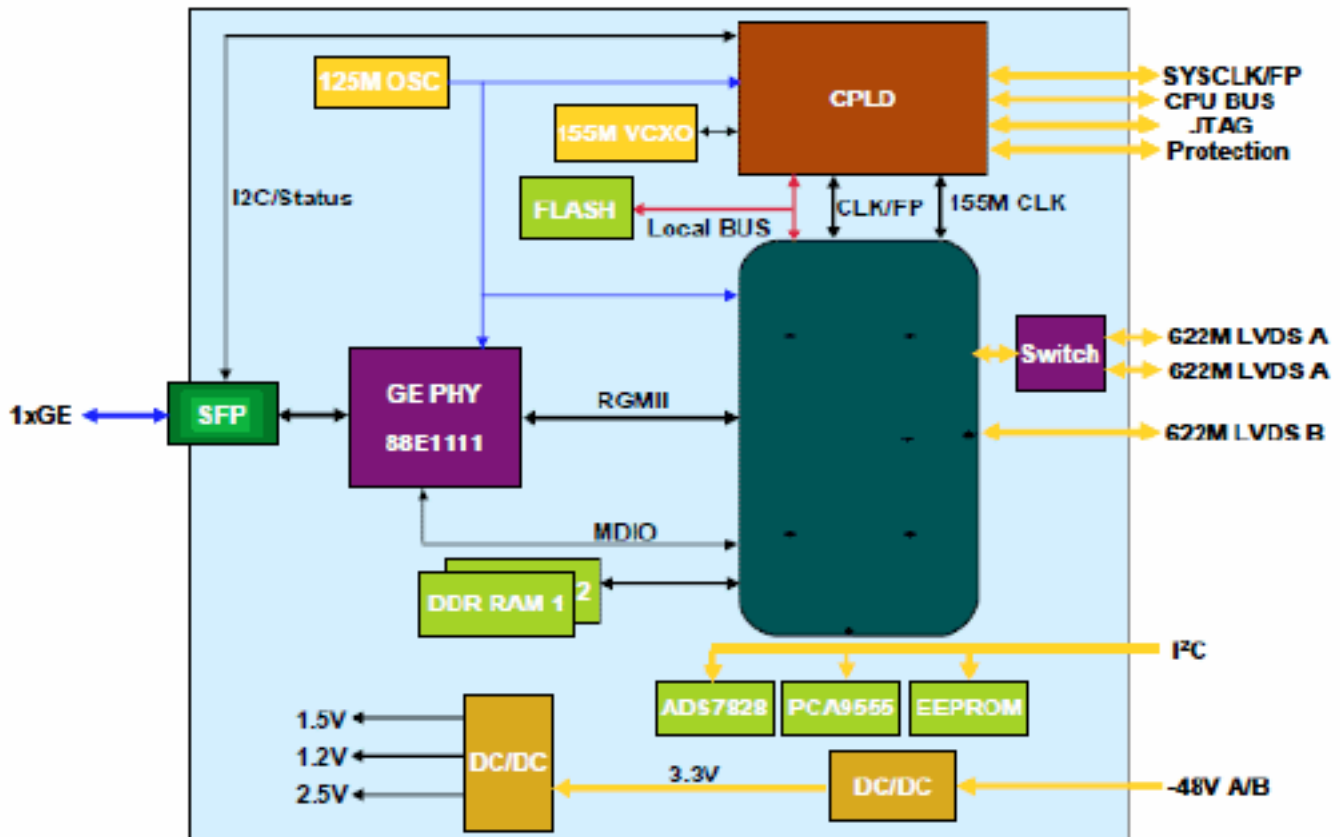 125M OSC
CPLD
SYSCLK/FP
CPU BUS
JTAG
Protection
155M VCXO
I2C/Status
FLASH
Local BUS
CLK/FP
155M CLK
Switch
622M LVDS A
622M LVDS A
622M LVDS B
1xGE
SFP
GE PHY
88E1111
RGMII
MDIO
DDR RAM 1
2
I²C
ADS7828
PCA9555
EEPROM
1.5V
1.2V
2.5V
DC/DC
3.3V
DC/DC
-48V A/B